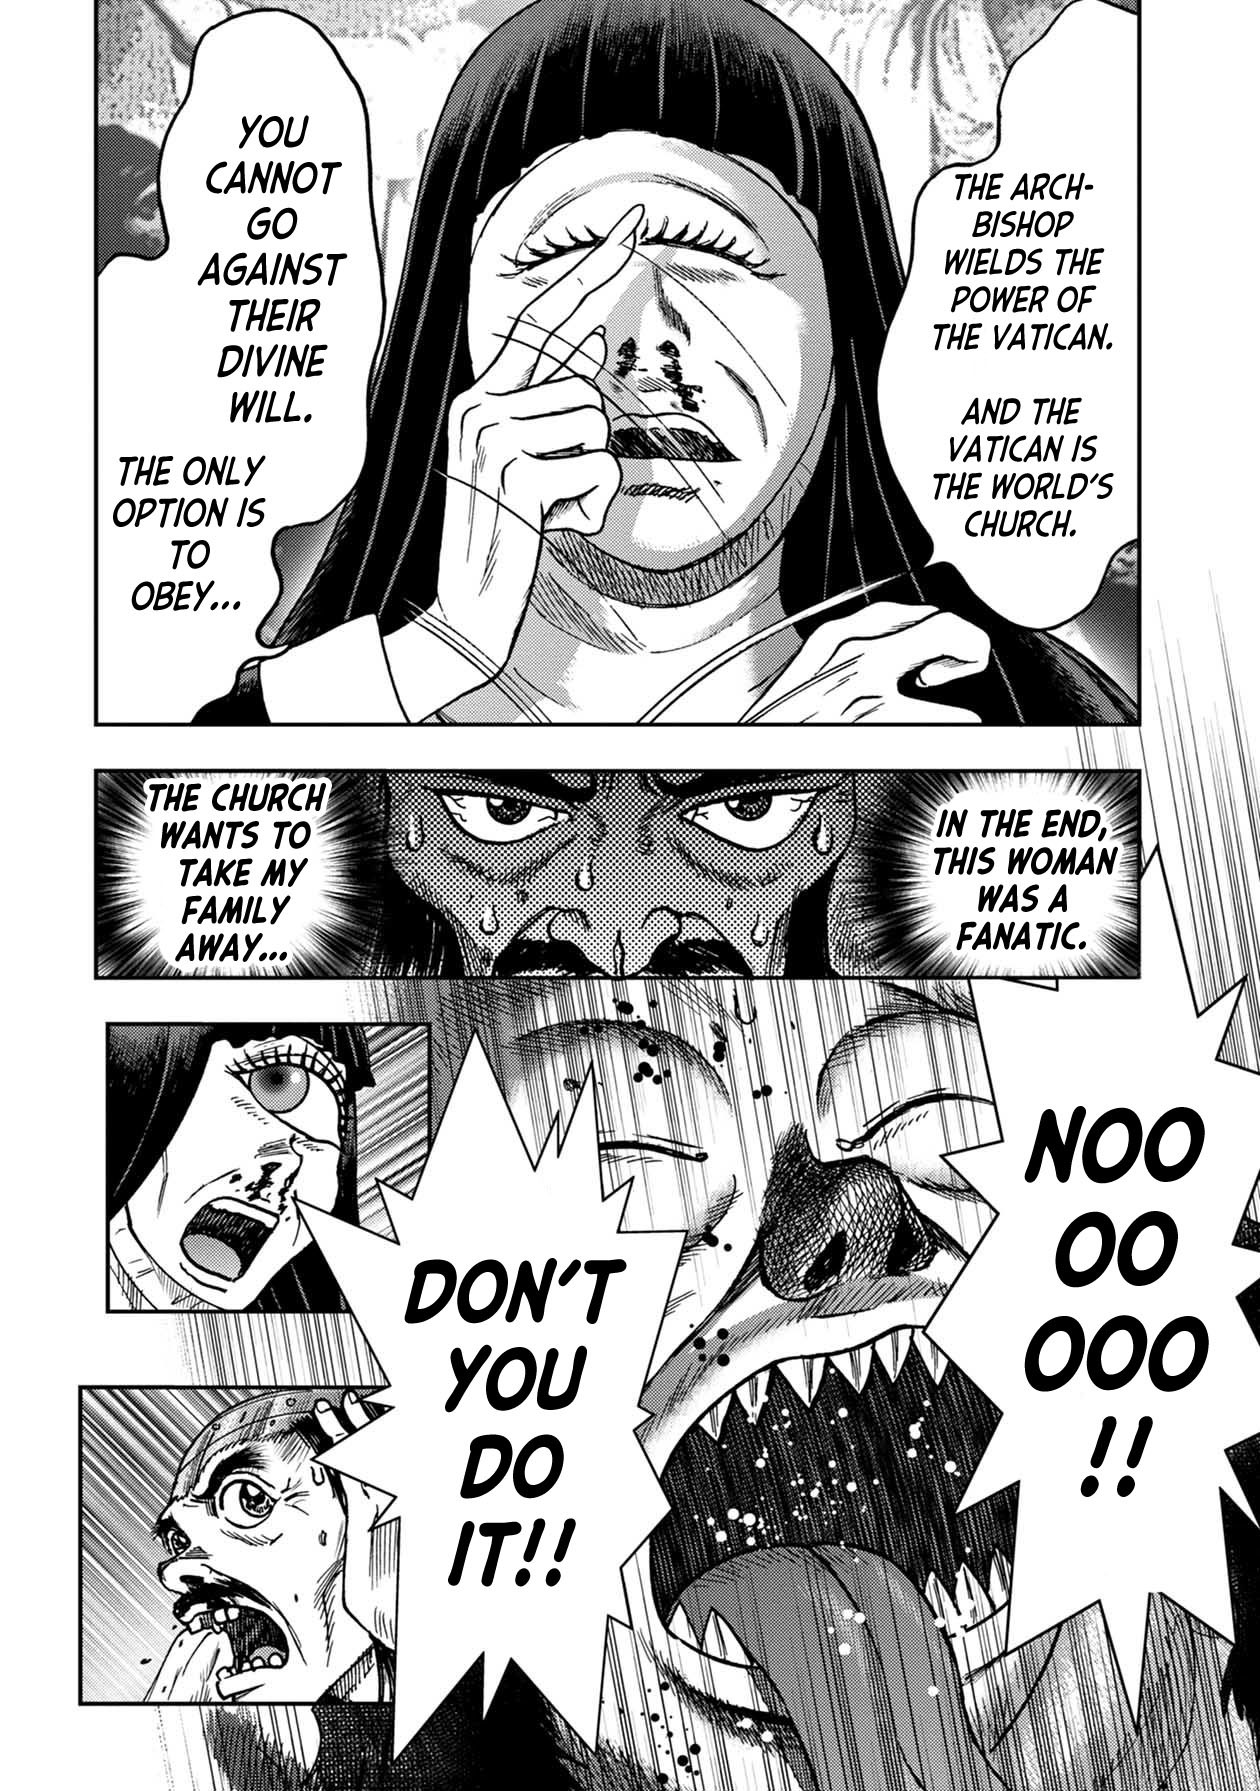 THE ARCH-
BISHOP
WIELDS THE
POWER OF
THE VATICAN.
AND THE
VATICAN IS
THE WORLD'S
CHURCH.
YOU
CANNOT
GO
AGAINST
THEIR
DIVINE
WILL.
THE ONLY
OPTION IS
TO
OBEY...
IN THE END,
THIS WOMAN
WAS A
FANATIC.
THE CHURCH
WANTS TO
TAKE MY
FAMILY
AWAY...
NOO
OO
OOO
!!
DON'T
YOU
DO
IT!!